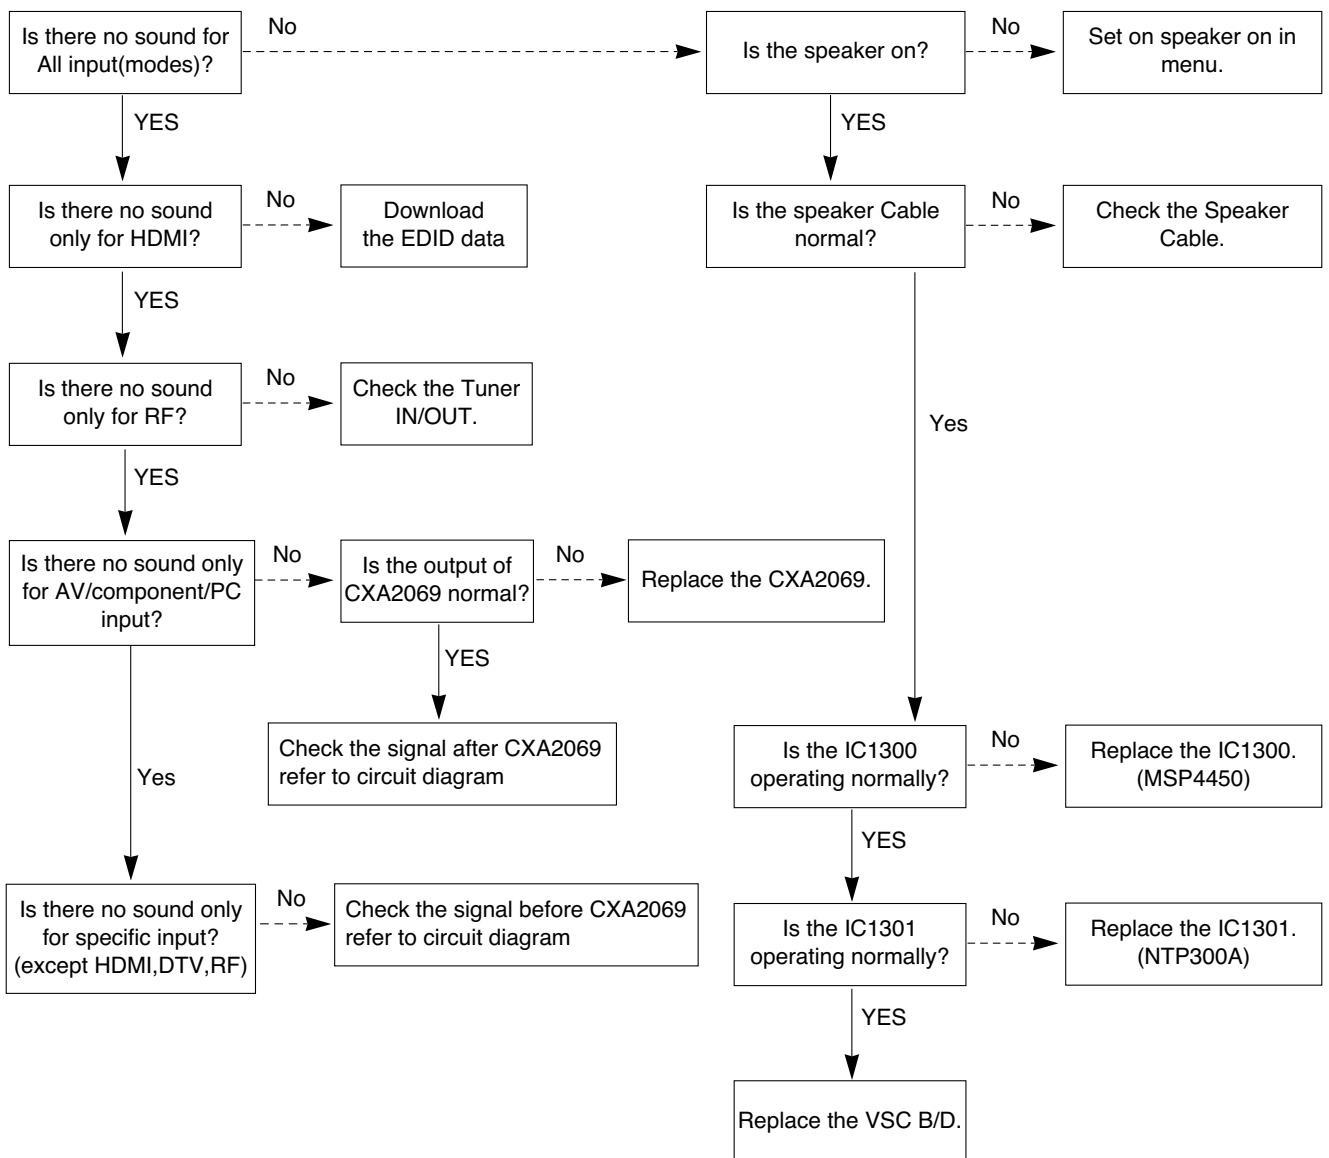 Is there no sound for
All input(modes)?
No
Is the speaker on?
No
Set on speaker on in
menu.
YES
YES
Is there no sound
only for HDMI?
No
Download
the EDID data
Is the speaker Cable
normal?
No
Check the Speaker
Cable.
YES
Is there no sound
only for RF?
No
Check the Tuner
IN/OUT.
Yes
YES
Is there no sound only
for AV/component/PC
input?
No
Is the output of
CXA2069 normal?
No
Replace the CXA2069.
YES
Check the signal after CXA2069
refer to circuit diagram
Is the IC1300
operating normally?
No
Replace the IC1300.
(MSP4450)
Yes
YES
Is there no sound only
for specific input?
(except HDMI,DTV,RF)
No
Check the signal before CXA2069
refer to circuit diagram
Is the IC1301
operating normally?
No
Replace the IC1301.
(NTP300A)
YES
Replace the VSC B/D.